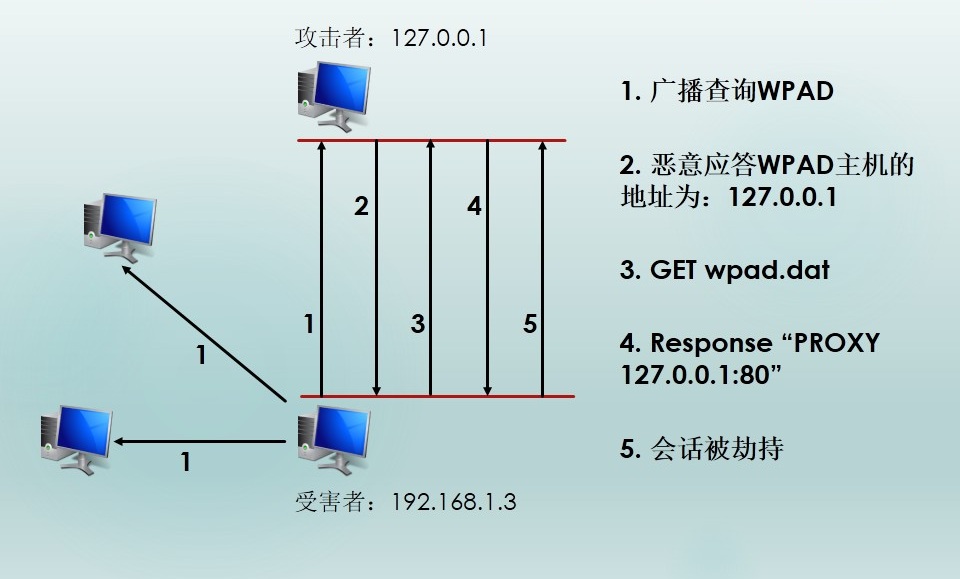 攻击者：127.0.0.1
1. 广播查询WPAD
2. 恶意应答WPAD主机的
地址为：127.0.0.1
3. GET wpad.dat
4. Response “PROXY
127.0.0.1:80”
5. 会话被劫持
2
4
1
3
5
1
1
受害者：192.168.1.3